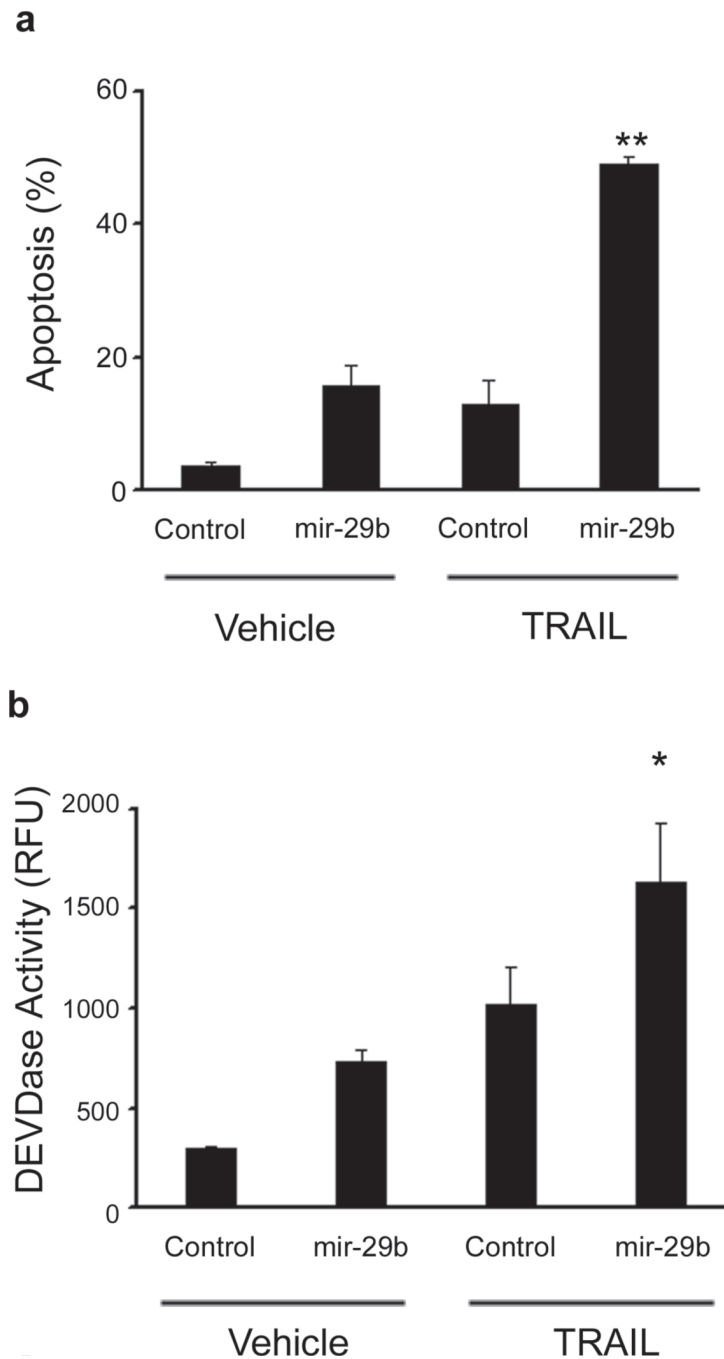 a
Apoptosis (%)
60
40
20
0
**
Control mir-29b Control mir-29b
Vehicle TRAIL
b
DEVDase Activity (RFU)
2000
1500
1000
500
0
*
Control mir-29b Control mir-29b
Vehicle TRAIL